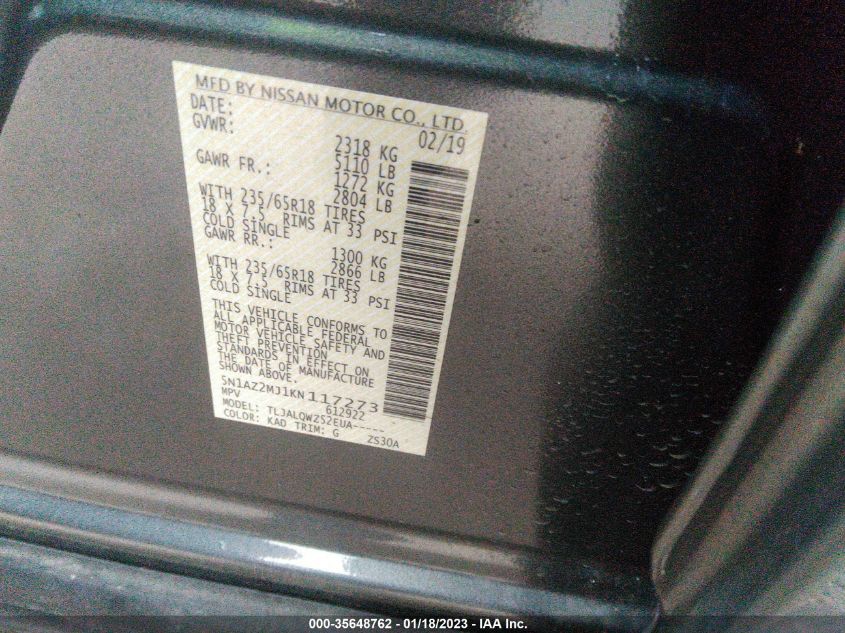 MFD BY NISSAN MOTOR CO., LTD.
DATE: 02/19
GVWR: 2318 KG
5110 LB
GAWR FR.: 1272 KG
2804 LB
WITH 235/65R18 TIRES
18 X 7.5 RIMS AT 33 PSI
COLD SINGLE
GAWR RR.: 1300 KG
2866 LB
WITH 235/65R18 TIRES
18 X 7.5 RIMS AT 33 PSI
COLD SINGLE
THIS VEHICLE CONFORMS TO
ALL APPLICABLE FEDERAL
MOTOR VEHICLE SAFETY AND
THEFT PREVENTION
STANDARDS IN EFFECT ON
THE DATE OF MANUFACTURE
SHOWN ABOVE.
5N1AZ2MJ1KN117273
MPV 612922
MODEL: TLJALQWZS2EUA-----
COLOR: KAD TRIM: G ZS30A
000-35648762 - 01/18/2023 - IAA Inc.